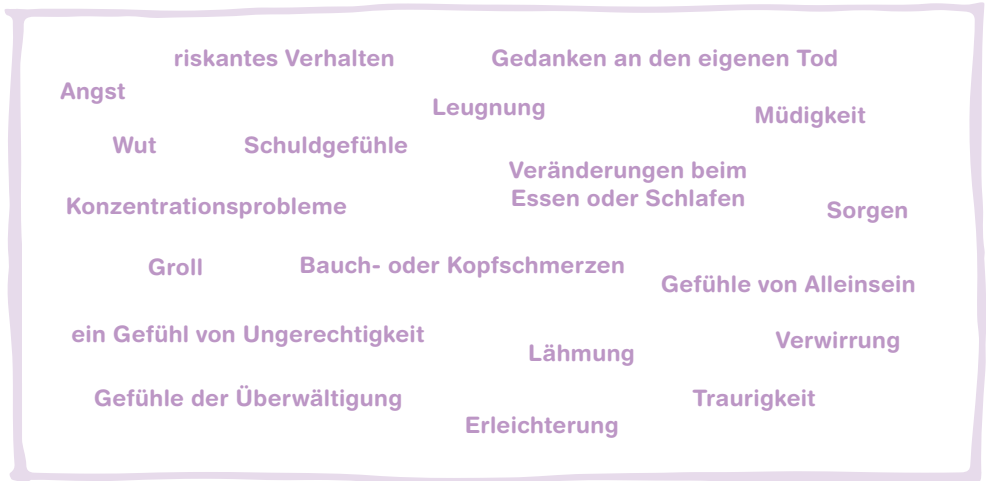 riskantes Verhalten
Gedanken an den eigenen Tod
Angst
Leugnung
Müdigkeit
Wut
Schuldgefühle
Veränderungen beim
Essen oder Schlafen
Konzentrationsprobleme
Sorgen
Groll
Bauch- oder Kopfschmerzen
Gefühle von Alleinsein
ein Gefühl von Ungerechtigkeit
Lähmung
Verwirrung
Gefühle der Überwältigung
Traurigkeit
Erleichterung